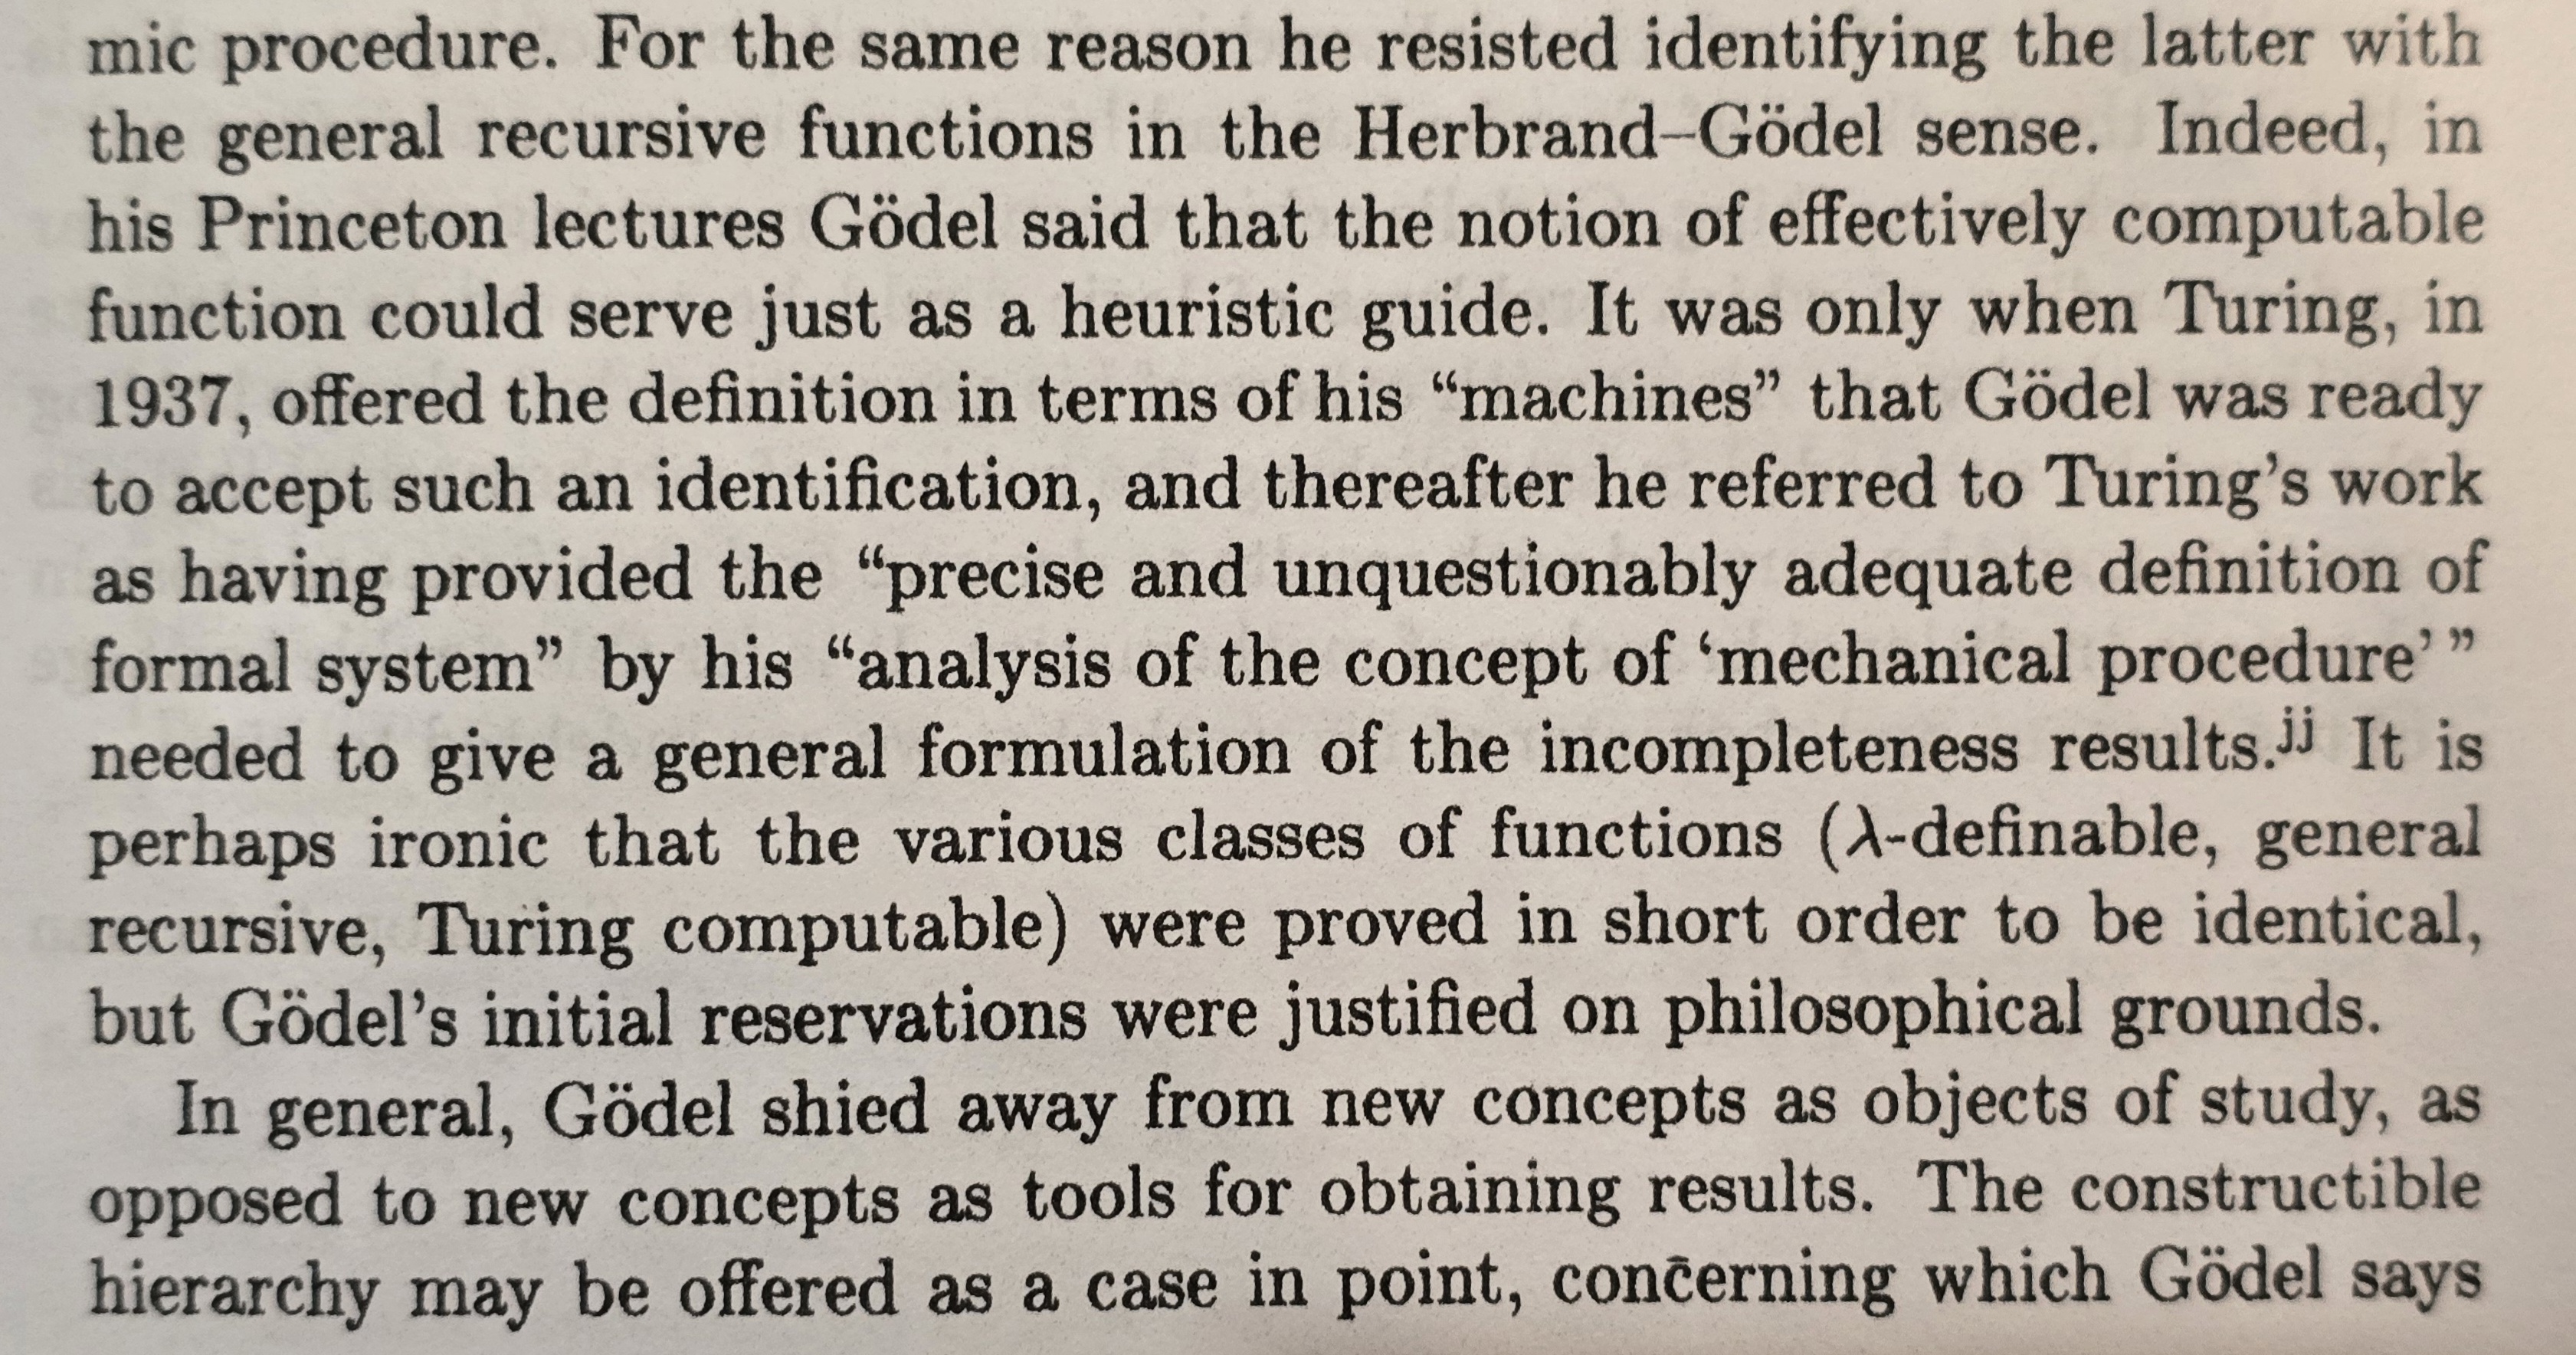 mic procedure. For the same reason he resisted identifying the latter with
the general recursive functions in the Herbrand–Gödel sense. Indeed, in
his Princeton lectures Gödel said that the notion of effectively computable
function could serve just as a heuristic guide. It was only when Turing, in
1937, offered the definition in terms of his “machines” that Gödel was ready
to accept such an identification, and thereafter he referred to Turing’s work
as having provided the “precise and unquestionably adequate definition of
formal system” by his “analysis of the concept of ‘mechanical procedure’ ”
needed to give a general formulation of the incompleteness results.jj It is
perhaps ironic that the various classes of functions (λ-definable, general
recursive, Turing computable) were proved in short order to be identical,
but Gödel’s initial reservations were justified on philosophical grounds.
In general, Gödel shied away from new concepts as objects of study, as
opposed to new concepts as tools for obtaining results. The constructible
hierarchy may be offered as a case in point, concerning which Gödel says